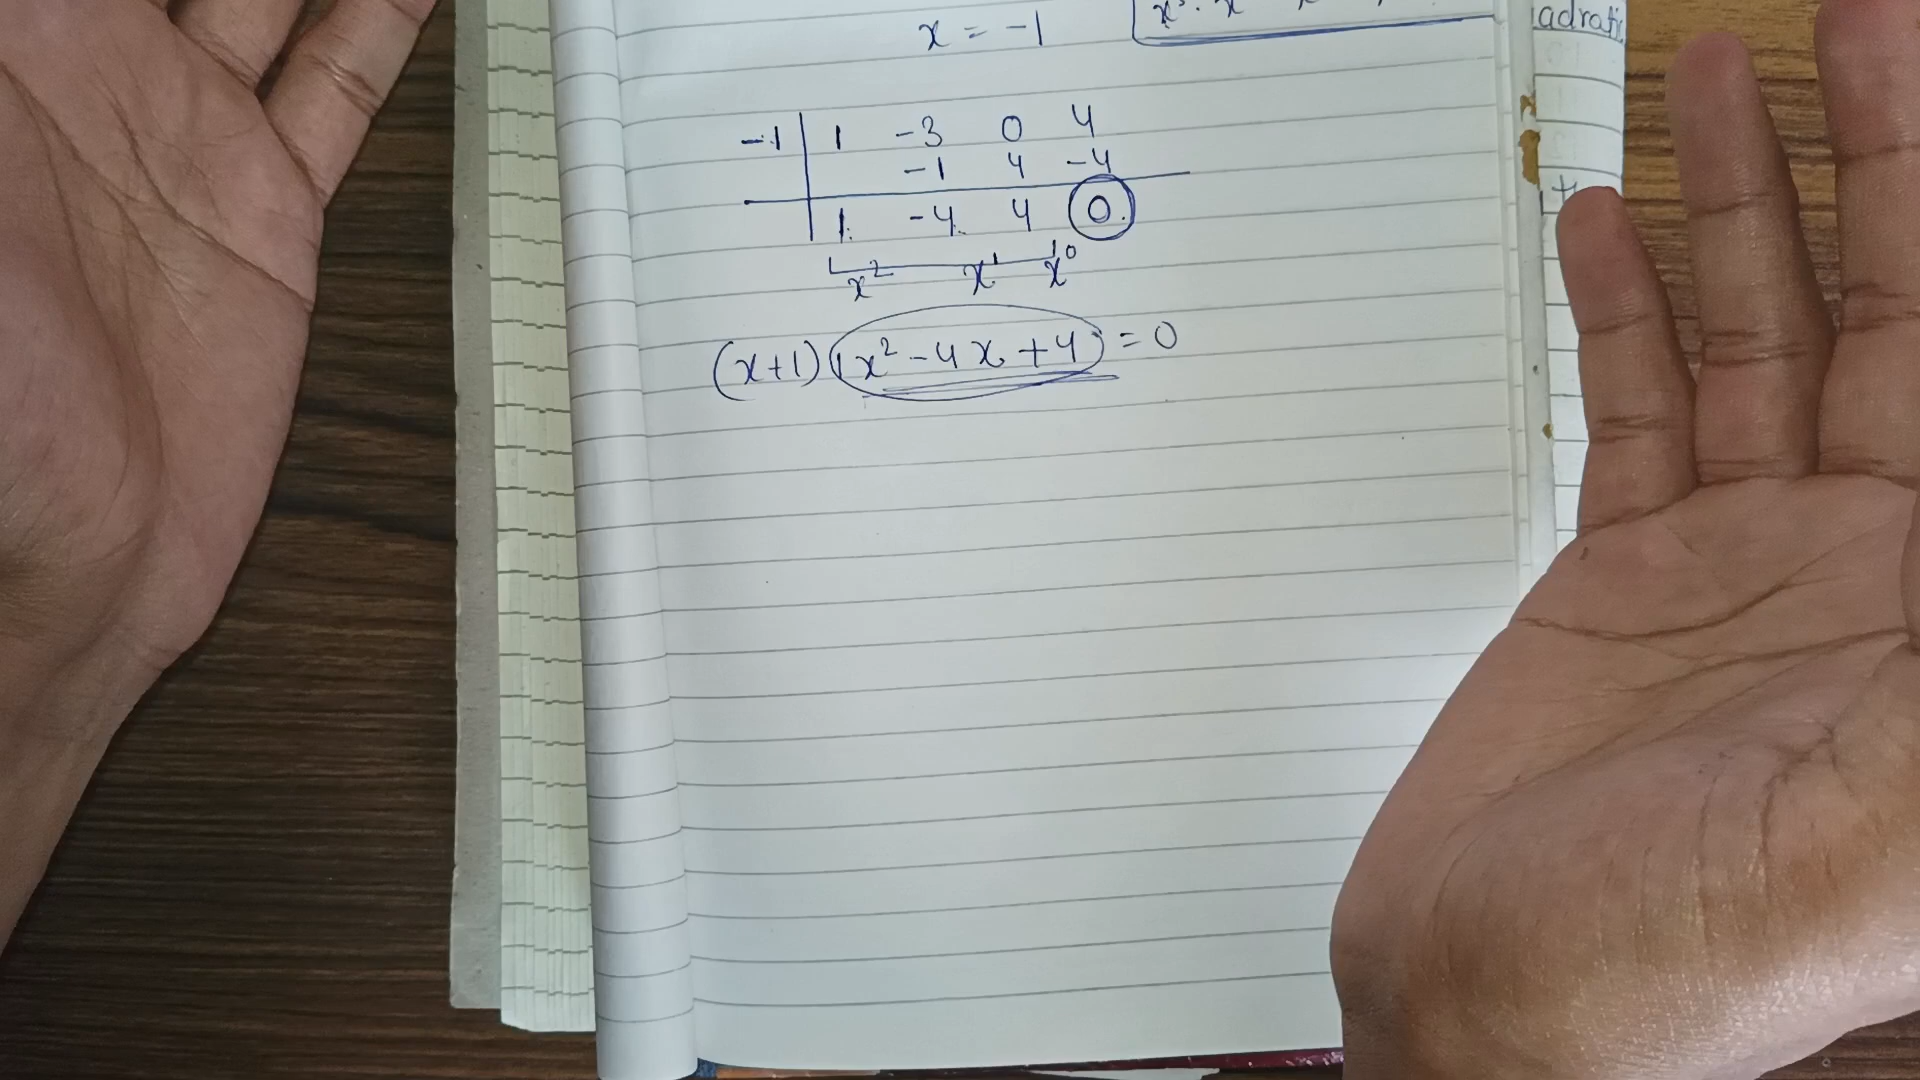 x = -1
adratic
-1 | 1 -3 0 4
-1 4 -4
1 -4 4 0
x² x¹ x⁰
(x+1)(1x² - 4x + 4) = 0